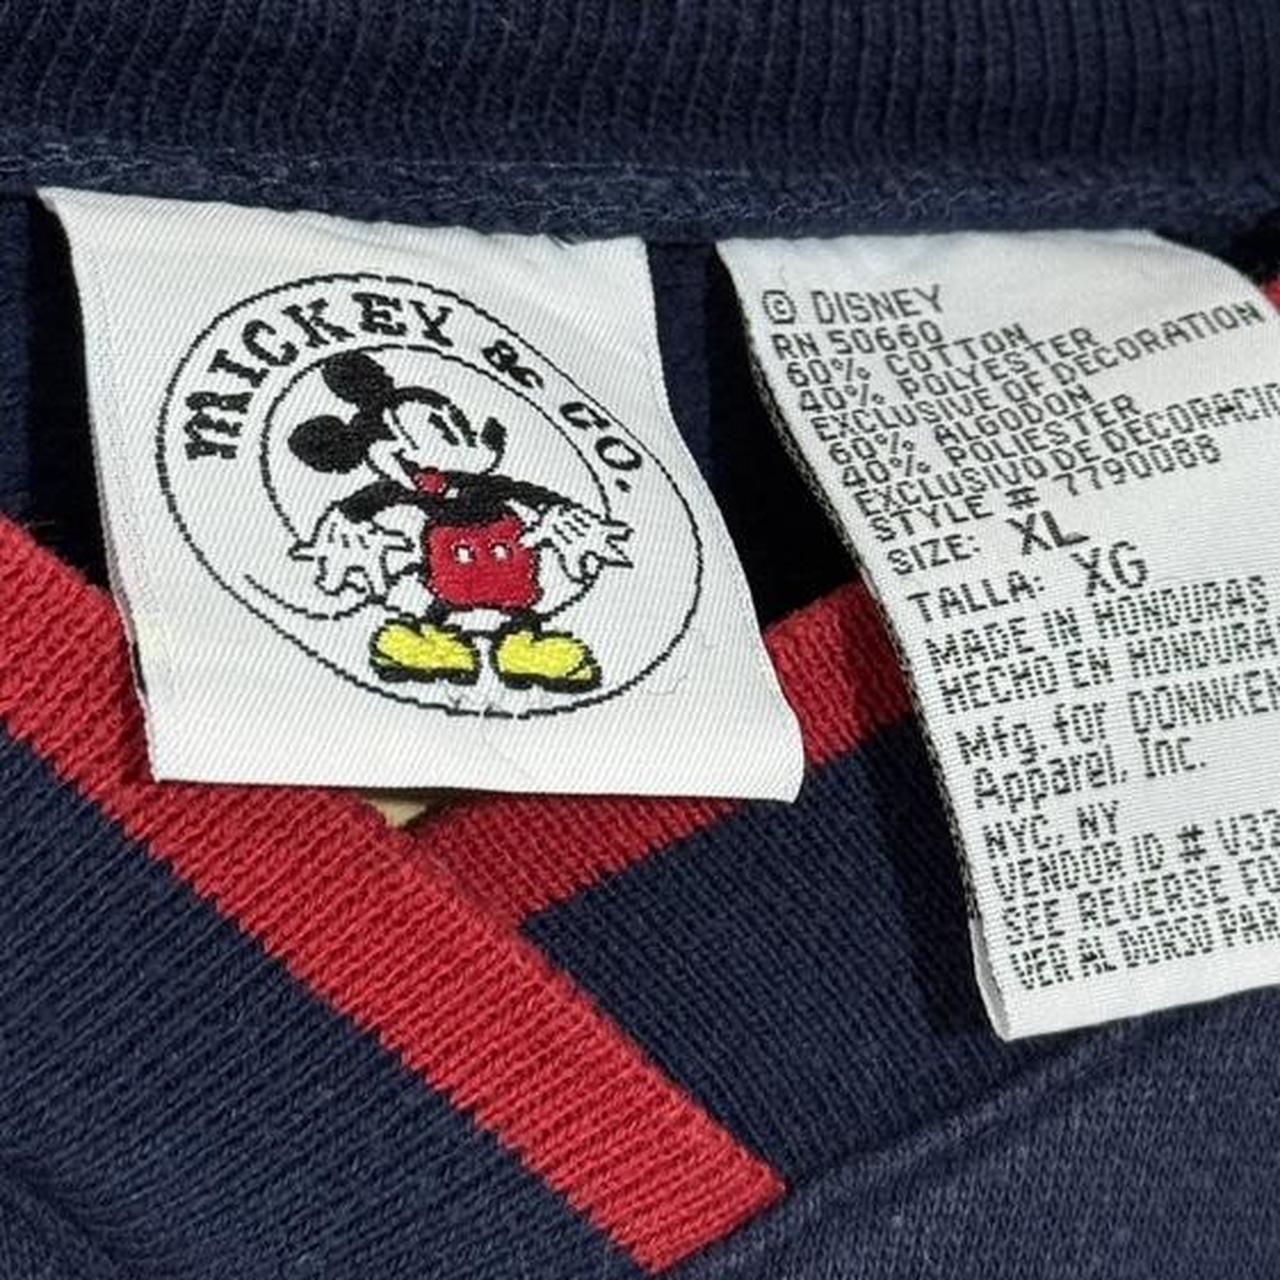 MICKEY & CO.
© DISNEY
RN 50660
60% COTTON
40% POLYESTER
EXCLUSIVE OF DECORATION
60% ALGODON
40% POLIESTER
EXCLUSIVO DE DECORACIO
STYLE # 7790088
SIZE: XL
TALLA: XG
MADE IN HONDURAS
HECHO EN HONDURA
Mfg. for DONNKEN
Apparel, Inc.
NYC, NY
VENDOR ID # V32
SEE REVERSE FO
VER AL DORSO PAR